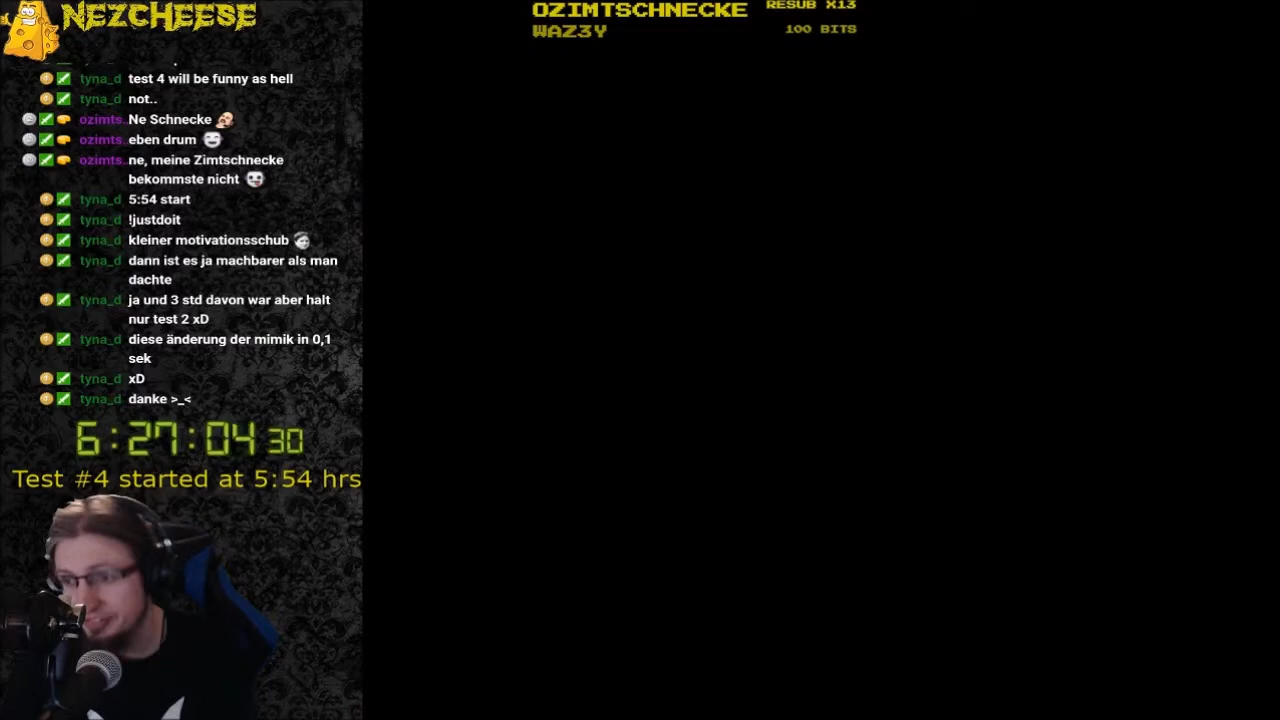 NEZCHEESE
OZIMTSCHNECKE RESUB X13
WAZ3Y 100 BITS
tyna_d test 4 will be funny as hell
tyna_d not..
ozimts. Ne Schnecke
ozimts. eben drum
ozimts. ne, meine Zimtschnecke
bekommste nicht
tyna_d 5:54 start
tyna_d !justdoit
tyna_d kleiner motivationsschub
tyna_d dann ist es ja machbarer als man
dachte
tyna_d ja und 3 std davon war aber halt
nur test 2 xD
tyna_d diese änderung der mimik in 0,1
sek
tyna_d xD
tyna_d danke >_<
6:27:04 30
Test #4 started at 5:54 hrs